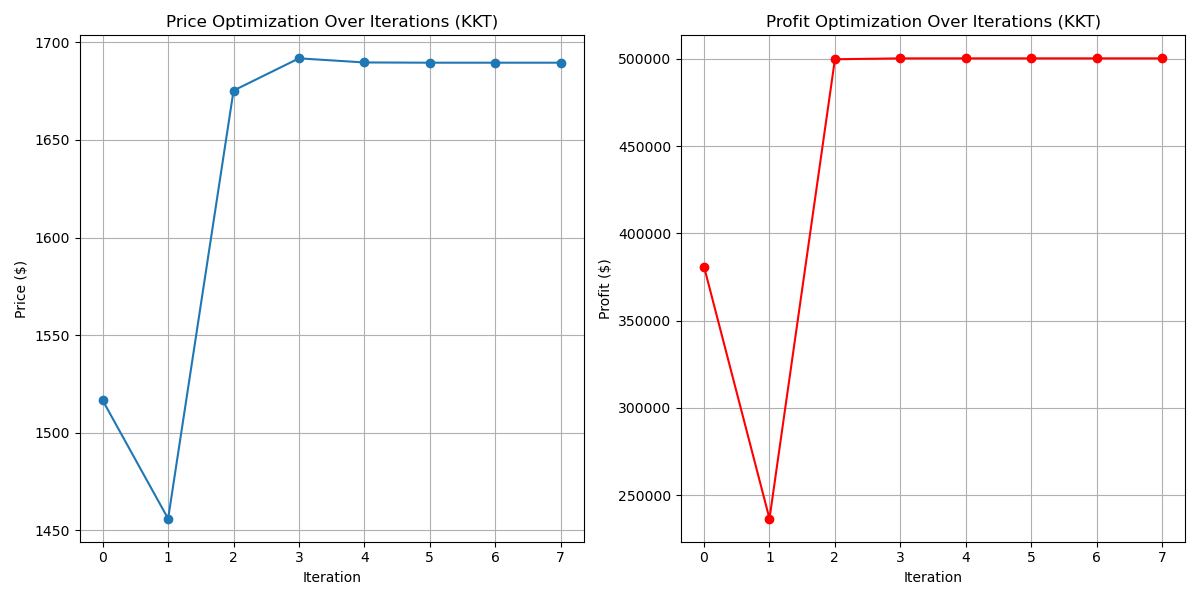 Price Optimization Over Iterations (KKT)
Price ($)
1700
1650
1600
1550
1500
1450
0 1 2 3 4 5 6 7
Iteration
Profit Optimization Over Iterations (KKT)
Profit ($)
500000
450000
400000
350000
300000
250000
0 1 2 3 4 5 6 7
Iteration